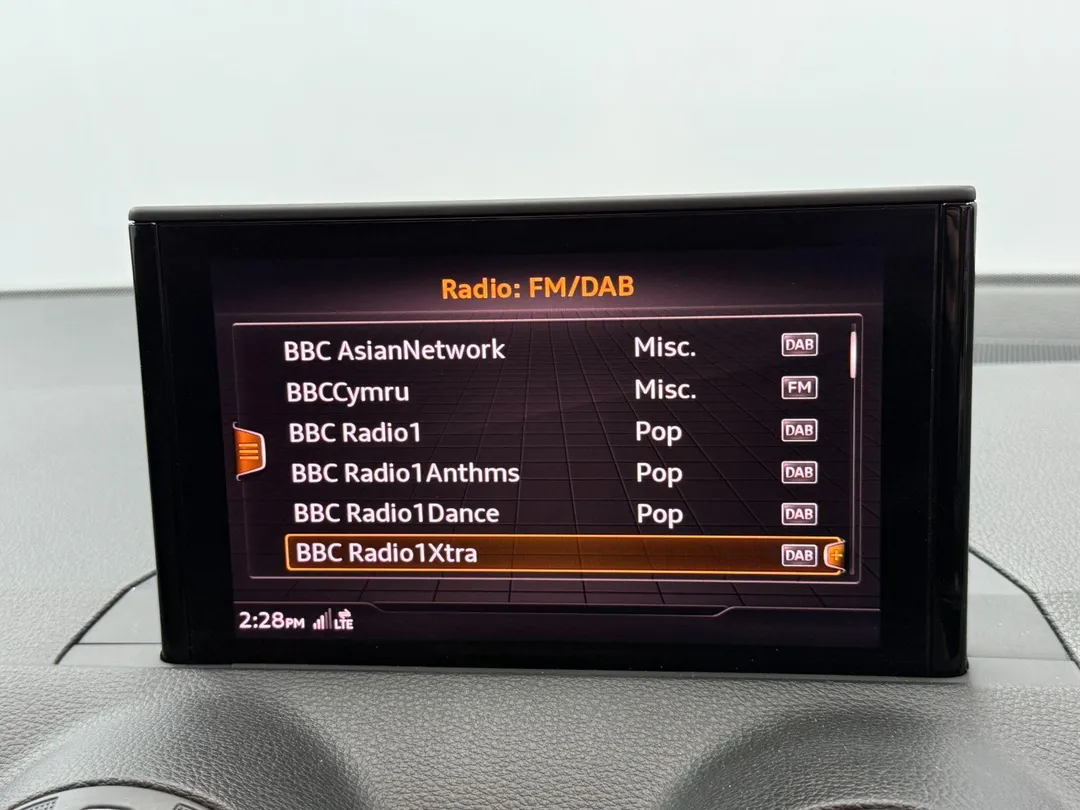 Radio: FM/DAB
BBC AsianNetwork Misc. DAB
BBCCymru Misc. FM
BBC Radio1 Pop DAB
BBC Radio1Anthms Pop DAB
BBC Radio1Dance Pop DAB
BBC Radio1Xtra DAB
2:28PM LTE